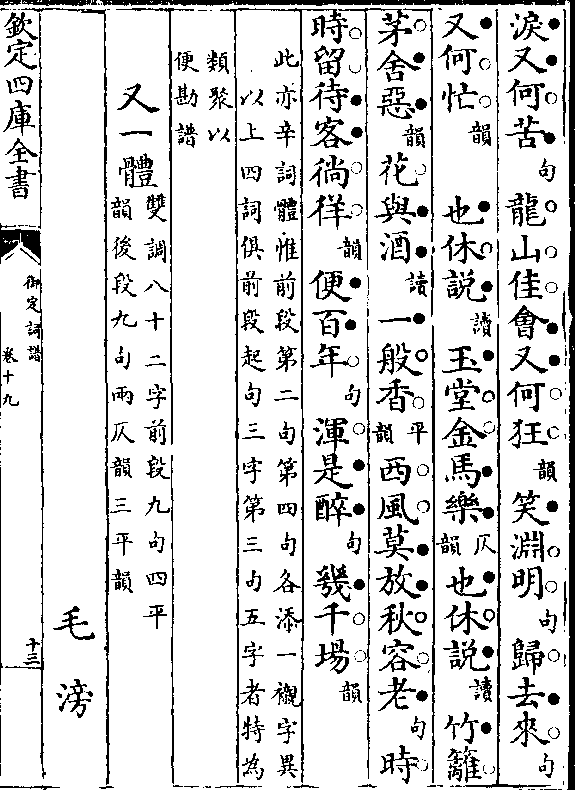 淚又何苦句龍山佳會又何狂韻笑淵明句歸去來句
又何忙韻也休説讀玉堂金馬樂仄韻也休説讀竹籬
茅舍惡韻花與酒讀一般香平韻西風莫放秋容老句時
時留待客徜徉韻便百年句渾是醉句幾千場韻
此亦辛詞體惟前段第二句第四句各添一襯字異
以上四詞俱前段起句三字第三句五字者特為
類聚以
便勘譜
又一體雙調八十二字前段九句四平
韻後段九句兩仄韻三平韻
毛滂
欽定四庫全書
御定詞譜
卷十九
十三